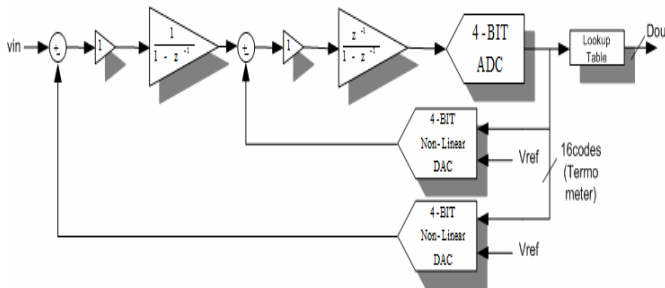 vin
+
-
1
1
1 - z -1
+
-
1
z -1
1 - z -1
4-BIT
ADC
Lookup
Table
Dou
4-BIT
Non-Linear
DAC
Vref
16codes
(Termo
meter)
4-BIT
Non-Linear
DAC
Vref